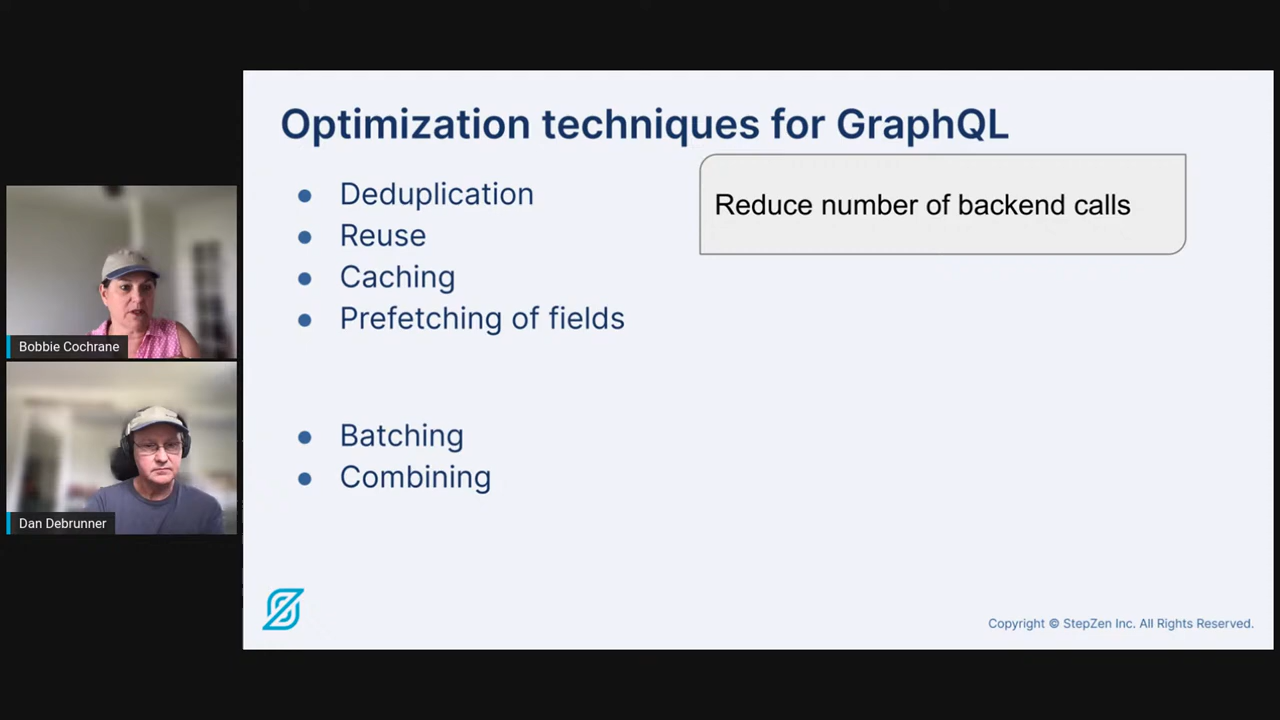 Optimization techniques for GraphQL
Deduplication
Reuse
Caching
Prefetching of fields
Batching
Combining
Reduce number of backend calls
Bobbie Cochrane
Dan Debrunner
Copyright © StepZen Inc. All Rights Reserved.